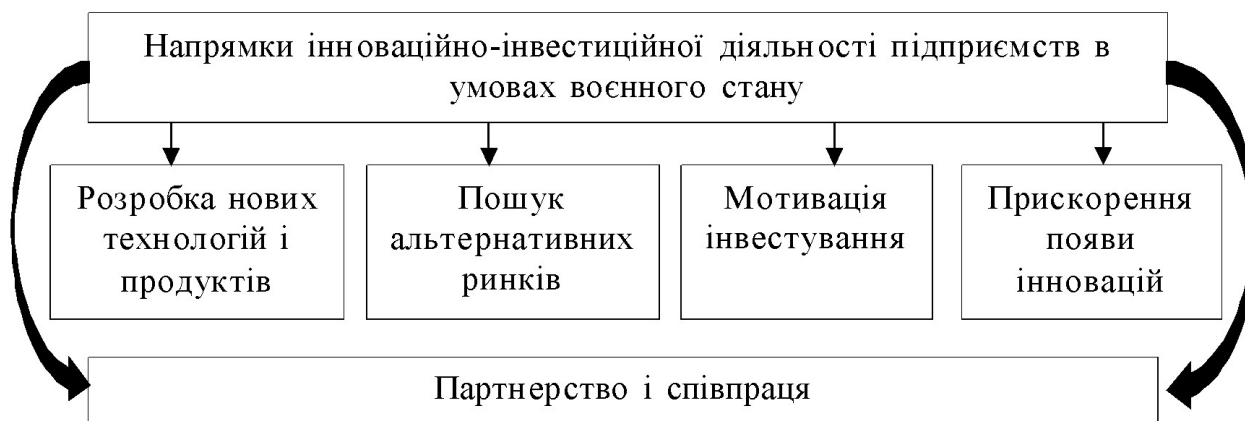 Напрямки інноваційно-інвестиційної діяльності підприємств в
умовах воєнного стану
Розробка нових
технологій і
продуктів
Пошук
альтернативних
ринків
Мотивація
інвестування
Прискорення
появи
інновацій
Партнерство і співпраця